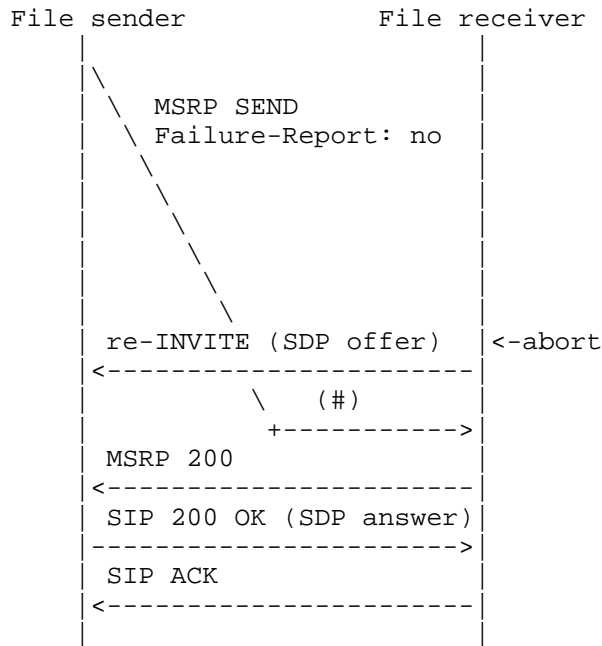 File sender File receiver
MSRP SEND
Failure-Report: no
re-INVITE (SDP offer) <-abort
(#)
MSRP 200
SIP 200 OK (SDP answer)
SIP ACK